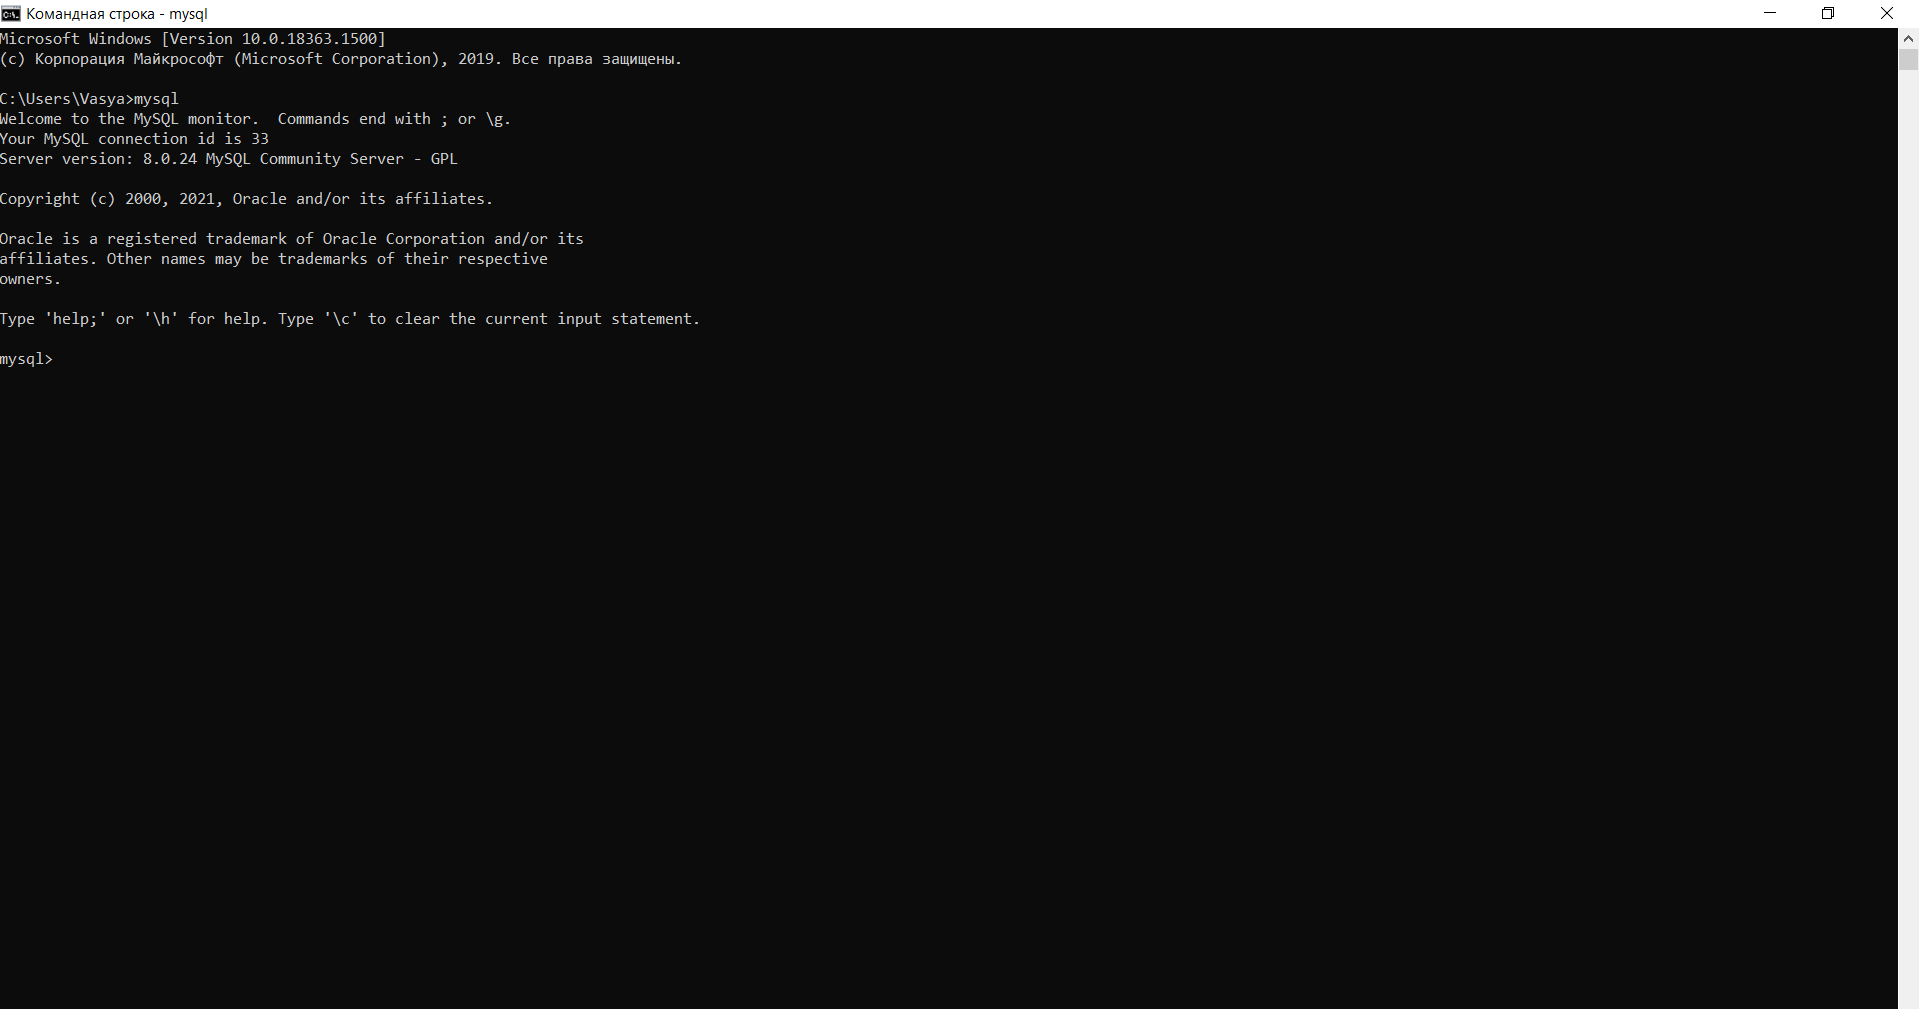 Командная строка - mysql
Microsoft Windows [Version 10.0.18363.1500]
(c) Корпорация Майкрософт (Microsoft Corporation), 2019. Все права защищены.
C:\Users\Vasya>mysql
Welcome to the MySQL monitor.  Commands end with ; or \g.
Your MySQL connection id is 33
Server version: 8.0.24 MySQL Community Server - GPL
Copyright (c) 2000, 2021, Oracle and/or its affiliates.
Oracle is a registered trademark of Oracle Corporation and/or its
affiliates. Other names may be trademarks of their respective
owners.
Type 'help;' or '\h' for help. Type '\c' to clear the current input statement.
mysql>